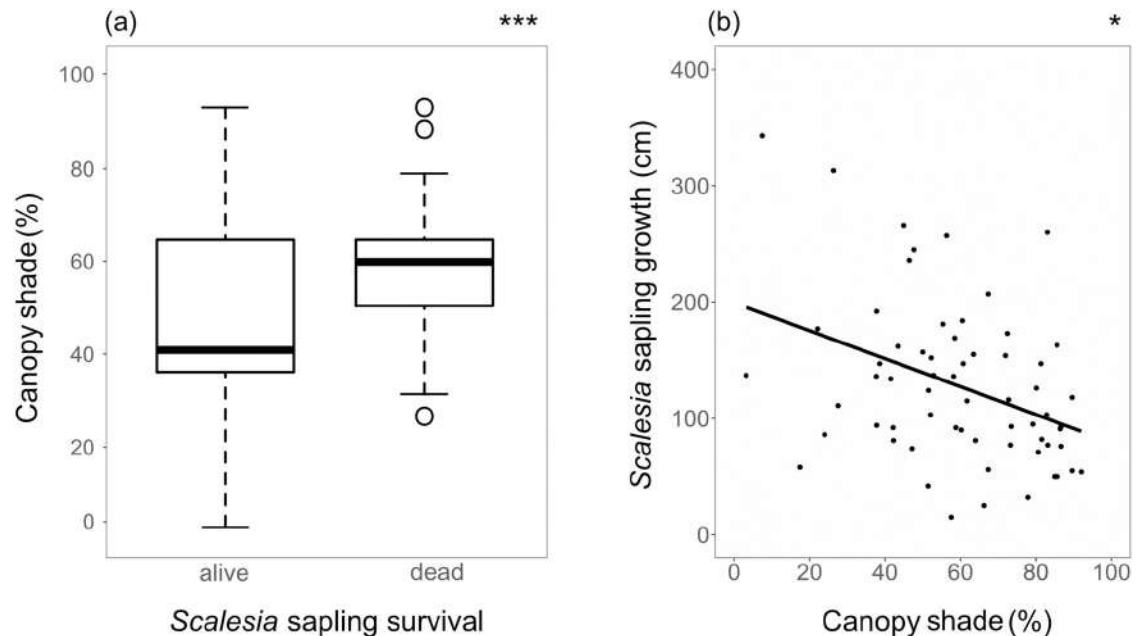 (a)
***
100
80
60
40
20
0
Canopy shade (%)
alive
dead
Scalesia sapling survival
(b)
*
400
300
200
100
0
Scalesia sapling growth (cm)
0
20
40
60
80
100
Canopy shade (%)